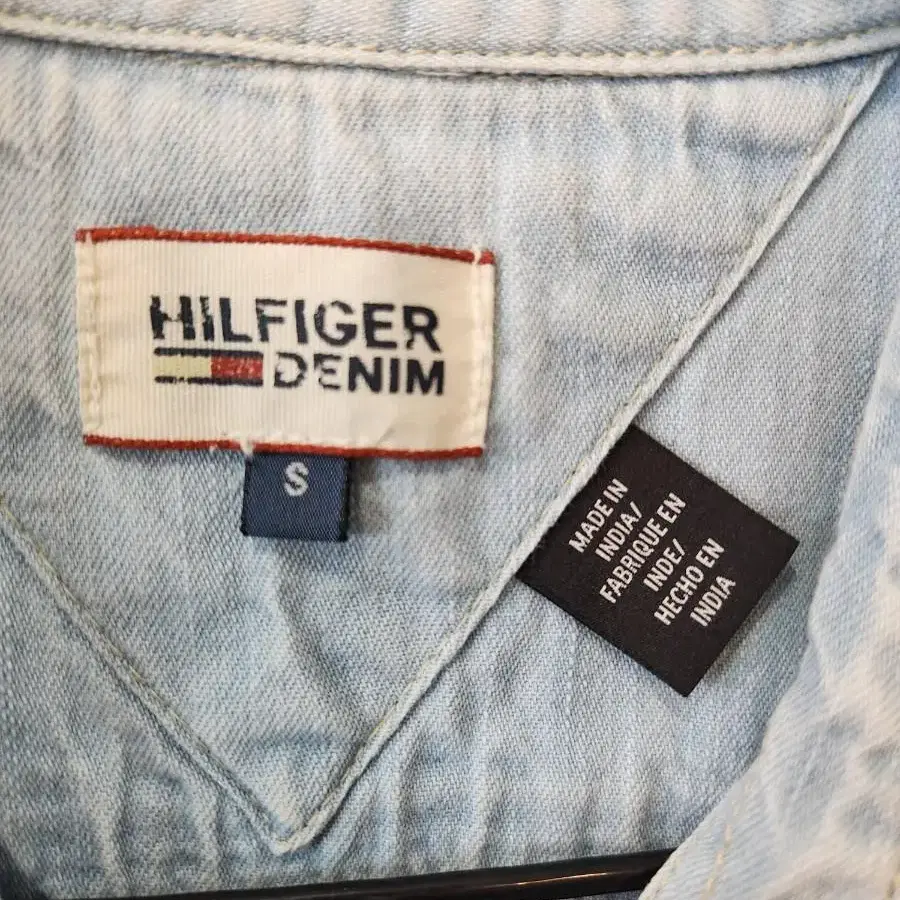 HILFIGER
DENIM
S
MADE IN
INDIA/
FABRIQUE EN
INDE/
HECHO EN
INDIA